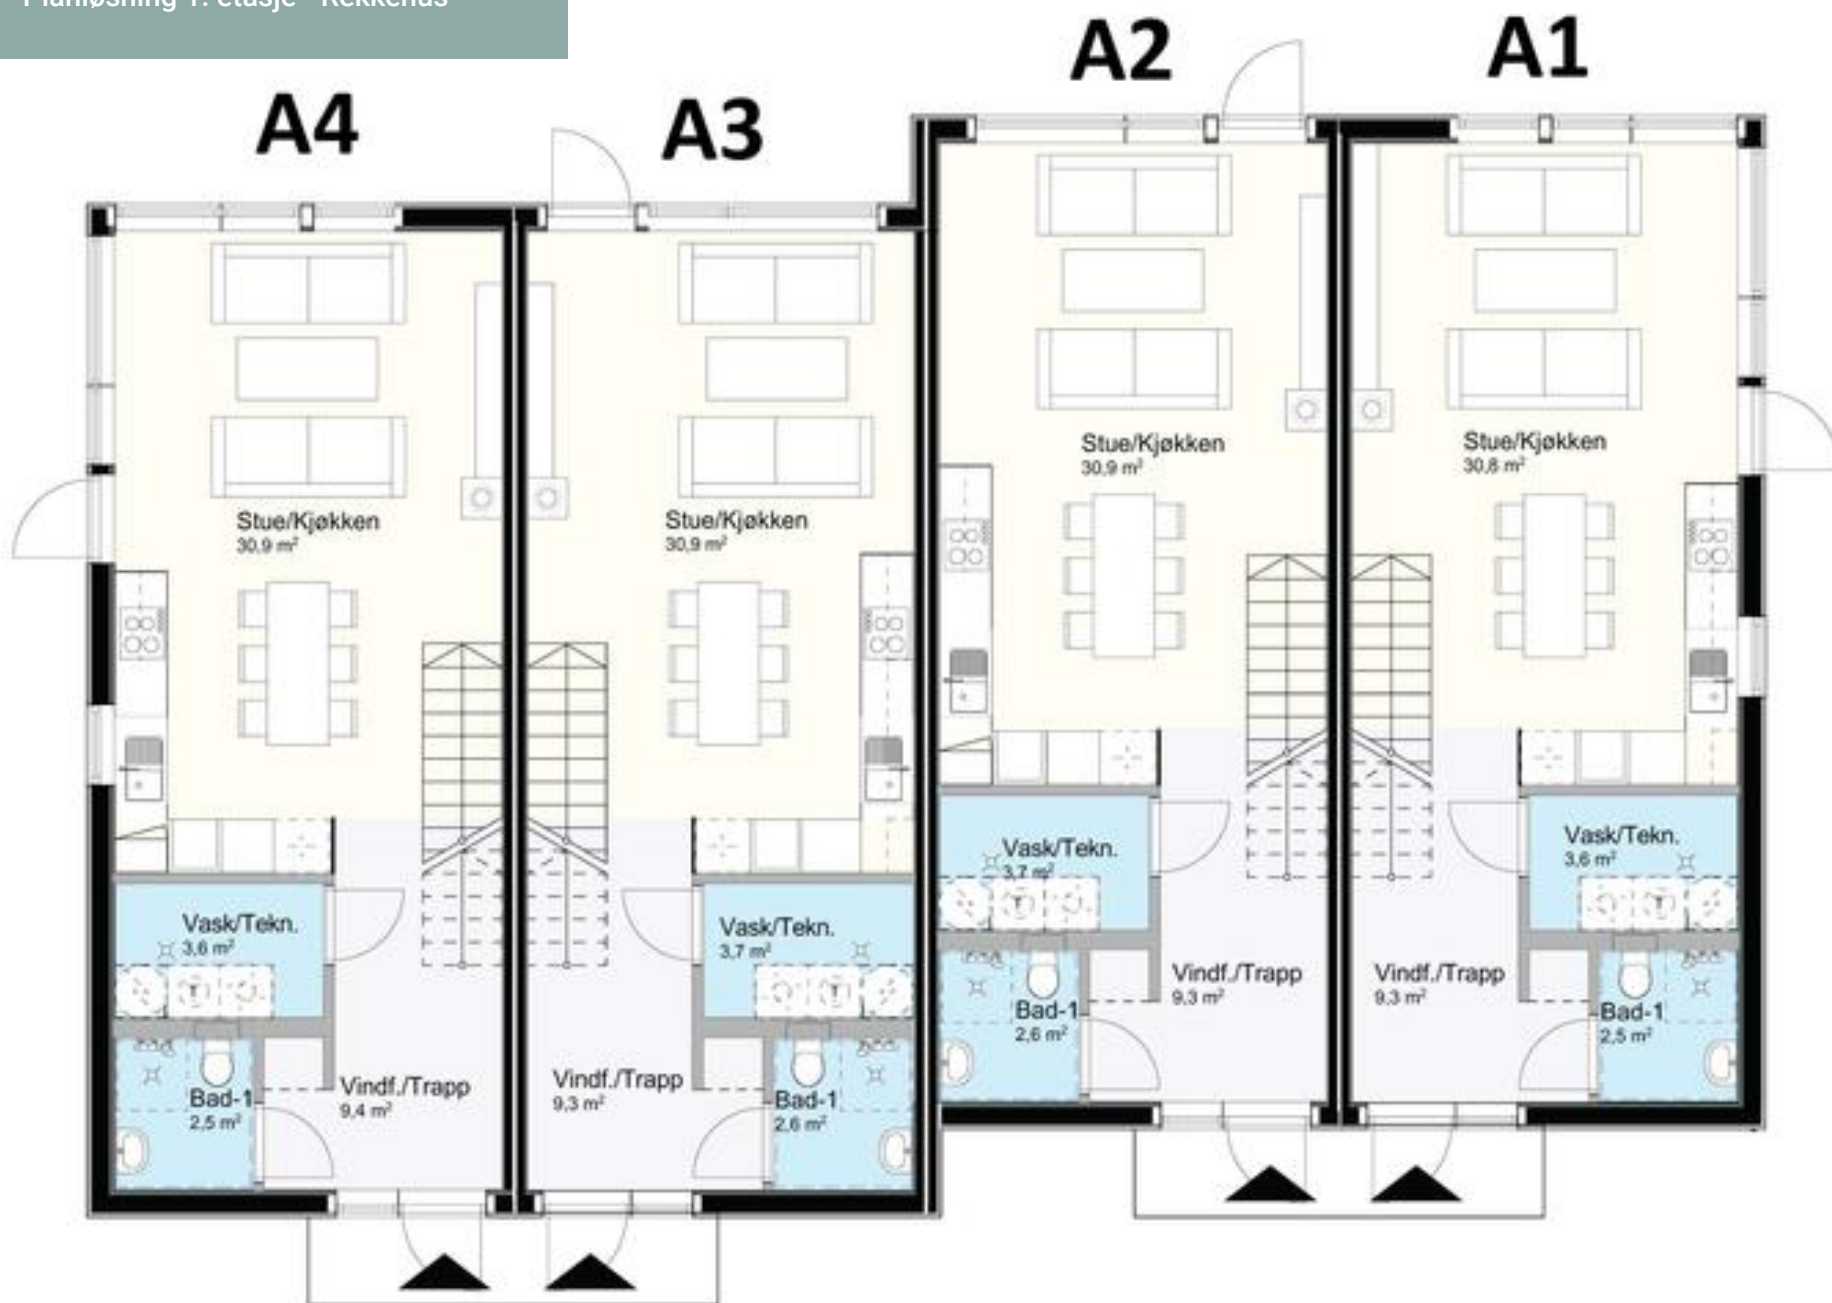 Planløsning 1. etasje - Rekkehus
A4
A3
A2
A1
Stue/Kjøkken
30,9 m²
Stue/Kjøkken
30,9 m²
Stue/Kjøkken
30,9 m²
Stue/Kjøkken
30,8 m²
Vask/Tekn.
3,6 m²
Vask/Tekn.
3,7 m²
Vask/Tekn.
3,7 m²
Vask/Tekn.
3,6 m²
T
T
T
T
Bad-1
2,5 m²
Vindf./Trapp
9,4 m²
Vindf./Trapp
9,3 m²
Bad-1
2,6 m²
Bad-1
2,6 m²
Vindf./Trapp
9,3 m²
Vindf./Trapp
9,3 m²
Bad-1
2,5 m²